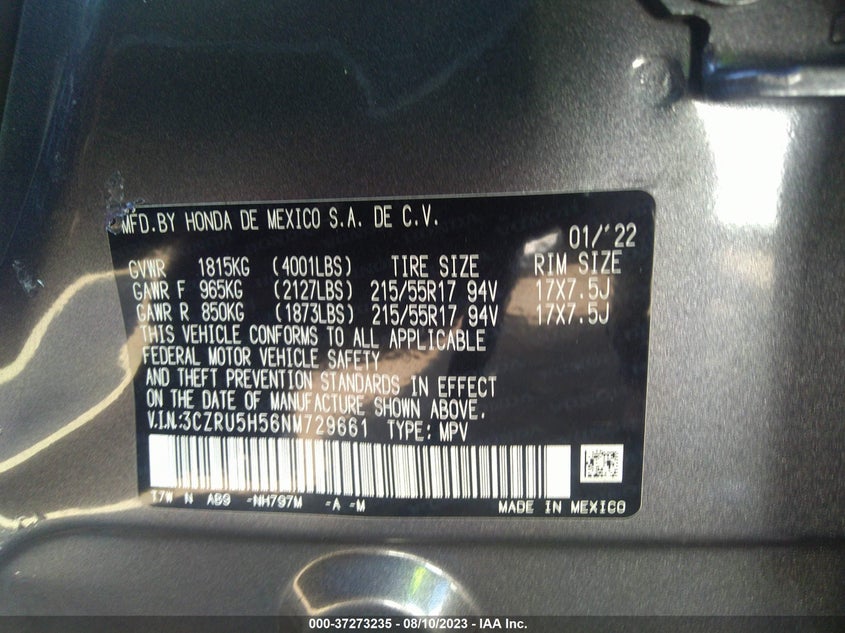 MFD.BY HONDA DE MEXICO S.A. DE C.V.
01/'22
GVWR 1815KG (4001LBS) TIRE SIZE RIM SIZE
GAWR F 965KG (2127LBS) 215/55R17 94V 17X7.5J
GAWR R 850KG (1873LBS) 215/55R17 94V 17X7.5J
THIS VEHICLE CONFORMS TO ALL APPLICABLE
FEDERAL MOTOR VEHICLE SAFETY
AND THEFT PREVENTION STANDARDS IN EFFECT
ON THE DATE OF MANUFACTURE SHOWN ABOVE.
V.I.N:3CZRU5H56NM729661 TYPE: MPV
T7W N AB9 -NH797M -A -M MADE IN MEXICO
000-37273235 - 08/10/2023 - IAA Inc.